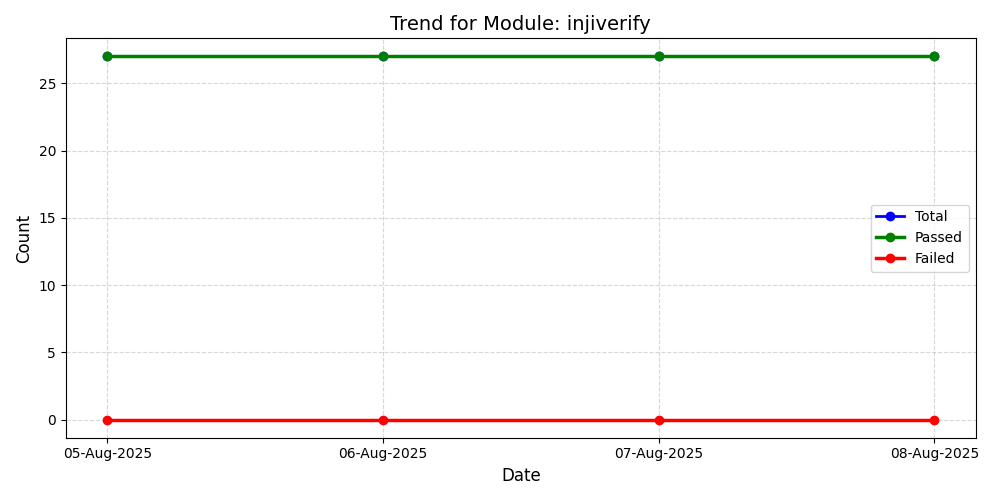 Trend for Module: injiverify
Count
25
20
15
10
5
0
Total
Passed
Failed
05-Aug-2025
06-Aug-2025
07-Aug-2025
08-Aug-2025
Date